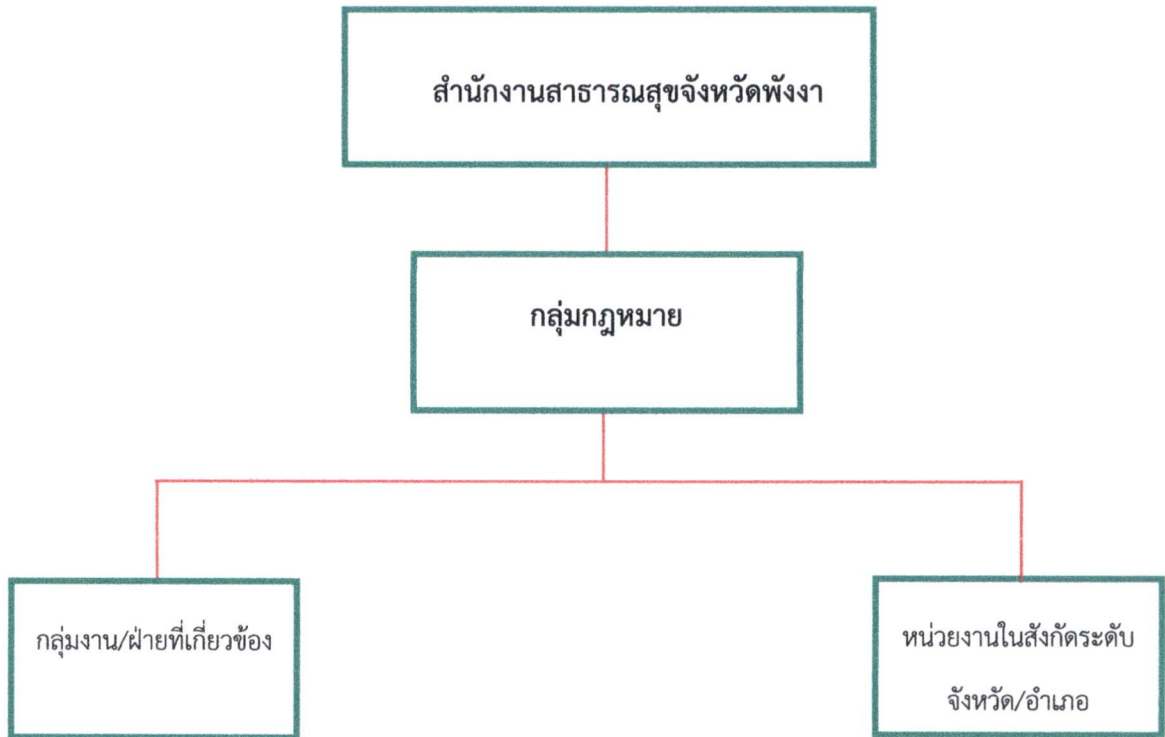 สำนักงานสาธารณสุขจังหวัดพังงา
กลุ่มกฎหมาย
กลุ่มงาน/ฝ่ายที่เกี่ยวข้อง
หน่วยงานในสังกัดระดับ
จังหวัด/อำเภอ